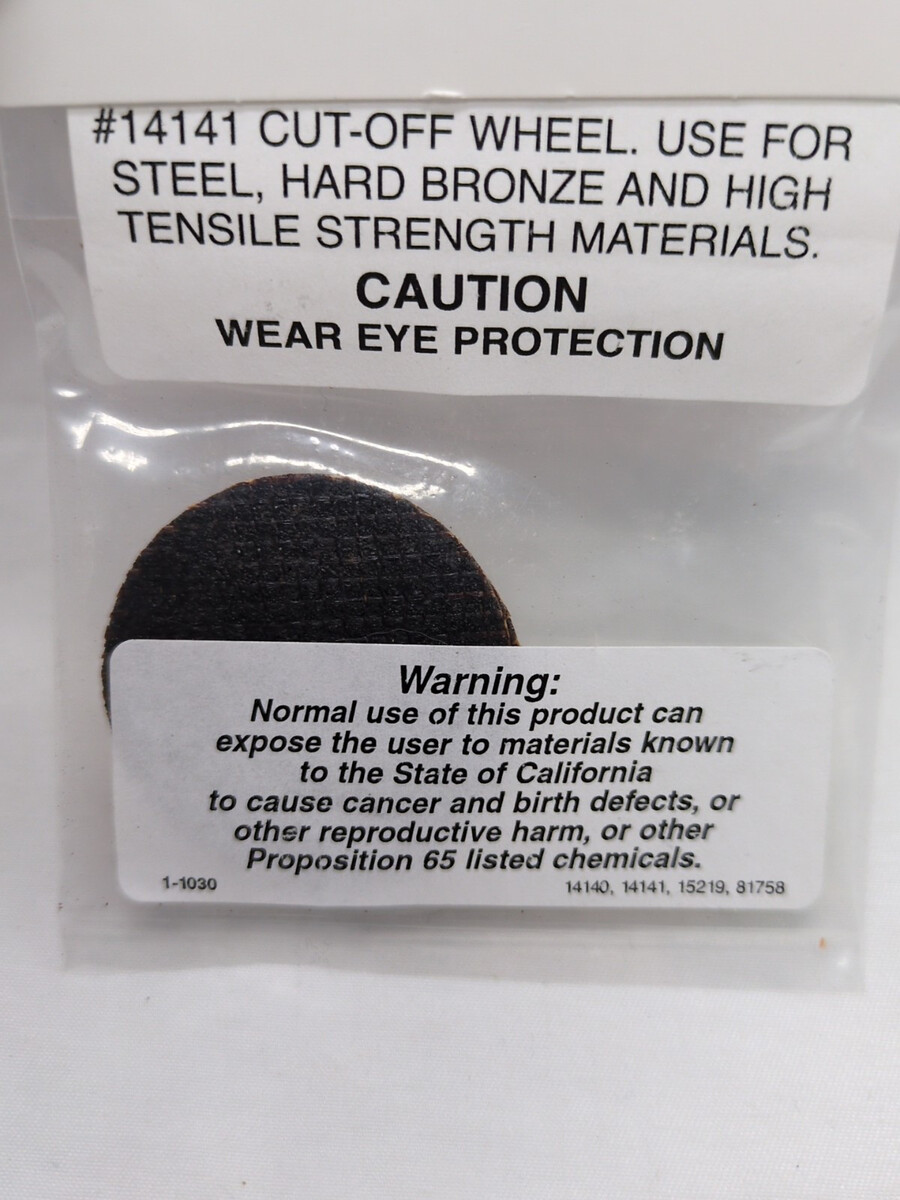 #14141 CUT-OFF WHEEL. USE FOR
STEEL, HARD BRONZE AND HIGH
TENSILE STRENGTH MATERIALS.
CAUTION
WEAR EYE PROTECTION
Warning:
Normal use of this product can
expose the user to materials known
to the State of California
to cause cancer and birth defects, or
other reproductive harm, or other
Proposition 65 listed chemicals.
1-1030 14140, 14141, 15219, 81758